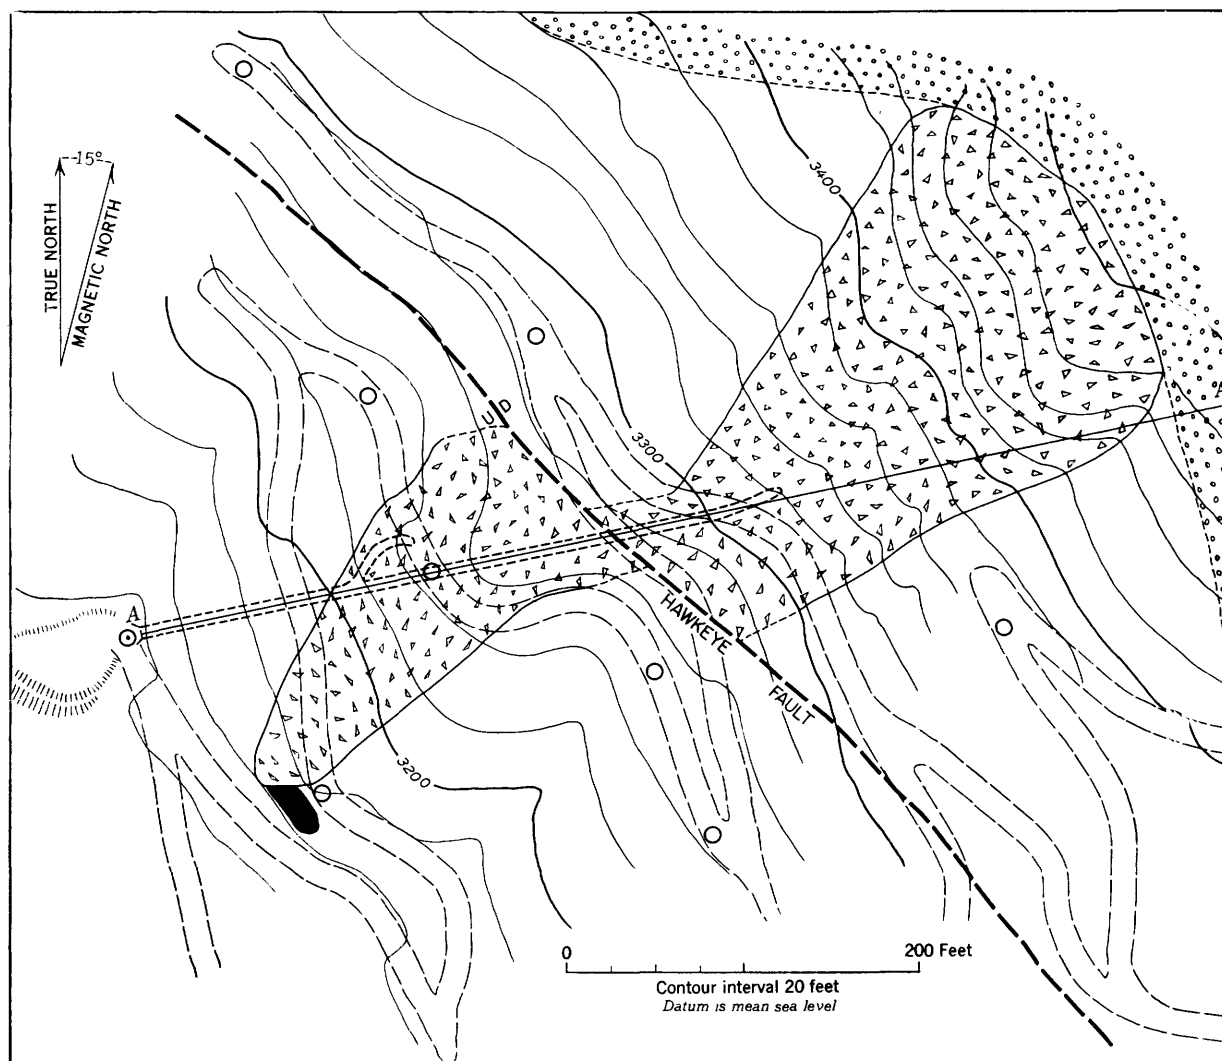 15°
TRUE NORTH
MAGNETIC NORTH
3400
3300
D
U
A
A
HAWKEYE
FAULT
3200
0
200 Feet
Contour interval 20 feet
Datum is mean sea level